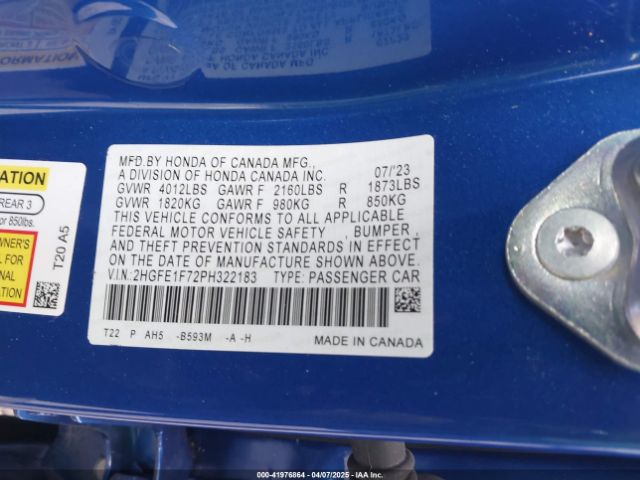 MFD.BY HONDA OF CANADA MFG.,
A DIVISION OF HONDA CANADA INC. 07/23
GVWR 4012LBS GAWR F 2160LBS R 1873LBS
GVWR 1820KG GAWR F 980KG R 850KG
THIS VEHICLE CONFORMS TO ALL APPLICABLE
FEDERAL MOTOR VEHICLE SAFETY , BUMPER ,
AND THEFT PREVENTION STANDARDS IN EFFECT
ON THE DATE OF MANUFACTURE SHOWN ABOVE.
V.I.N:2HGFE1F72PH322183 TYPE: PASSENGER CAR
T22 P AH5 -B593M -A -H MADE IN CANADA
REAR 3
or 850lbs.
T20 A5
000-41976864 04/07/2025 IAA